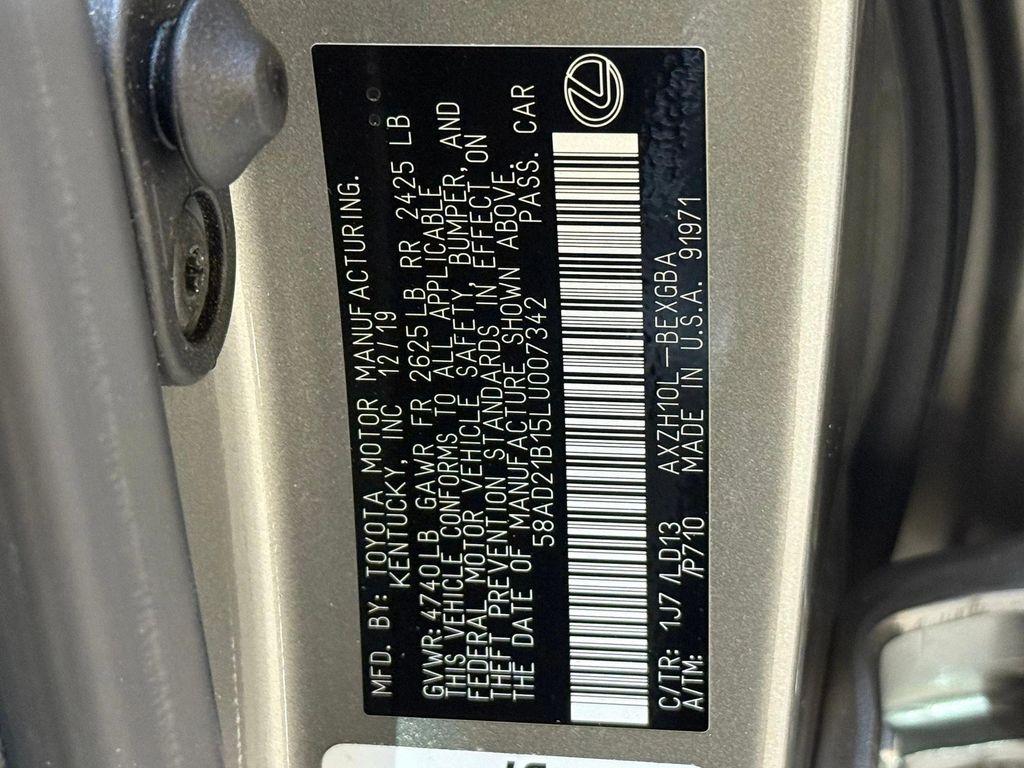 MFD. BY: TOYOTA MOTOR MANUFACTURING.
KENTUCKY, INC 12/19
GVWR: 4740LB GAWR FR 2625LB RR 2425 LB
THIS VEHICLE CONFORMS TO ALL APPLICABLE
FEDERAL MOTOR VEHICLE SAFETY, BUMPER, AND
THEFT PREVENTION STANDARDS IN EFFECT ON
THE DATE OF MANUFACTURE SHOWN ABOVE.
58AD21B15LU007342 PASS. CAR
C/TR: 1J7 /LD13 AXZH10L-BEXGBA
A/TM: /P710 MADE IN U.S.A. 91971